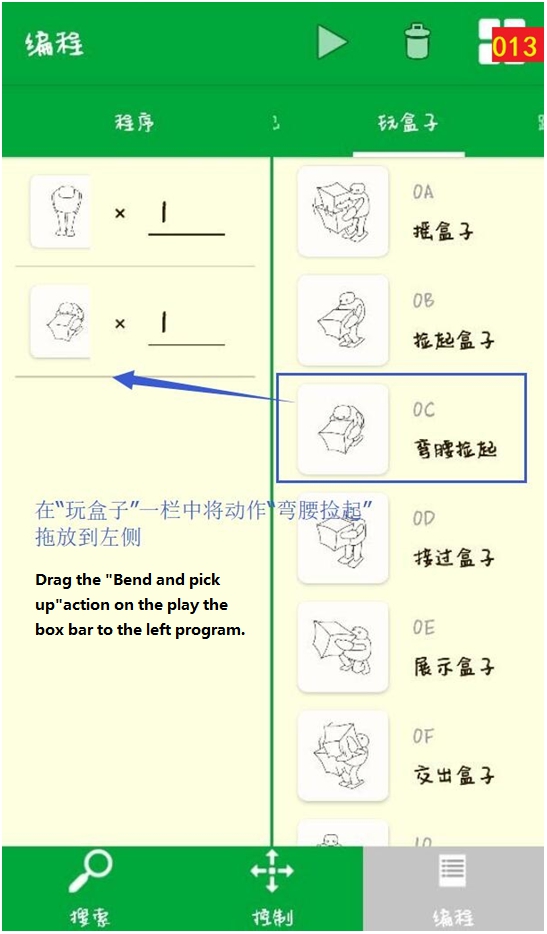 编程
013
程序
玩盒子
× 1
× 1
0A
摇盒子
0B
捡起盒子
0C
弯腰捡起
在“玩盒子”一栏中将动作“弯腰捡起”
拖放到左侧
Drag the "Bend and pick
up"action on the play the
box bar to the left program.
0D
接过盒子
0E
展示盒子
0F
交出盒子
10
搜索
控制
编程